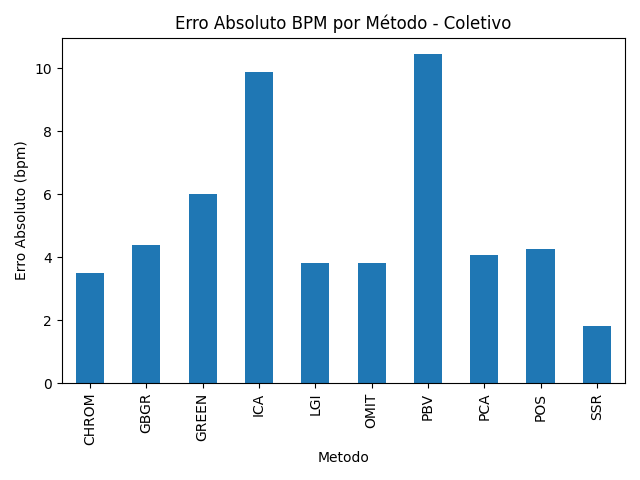 Erro Absoluto BPM por Método - Coletivo
Erro Absoluto (bpm)
10
8
6
4
2
0
CHROM
GBGR
GREEN
ICA
LGI
OMIT
PBV
PCA
POS
SSR
Metodo